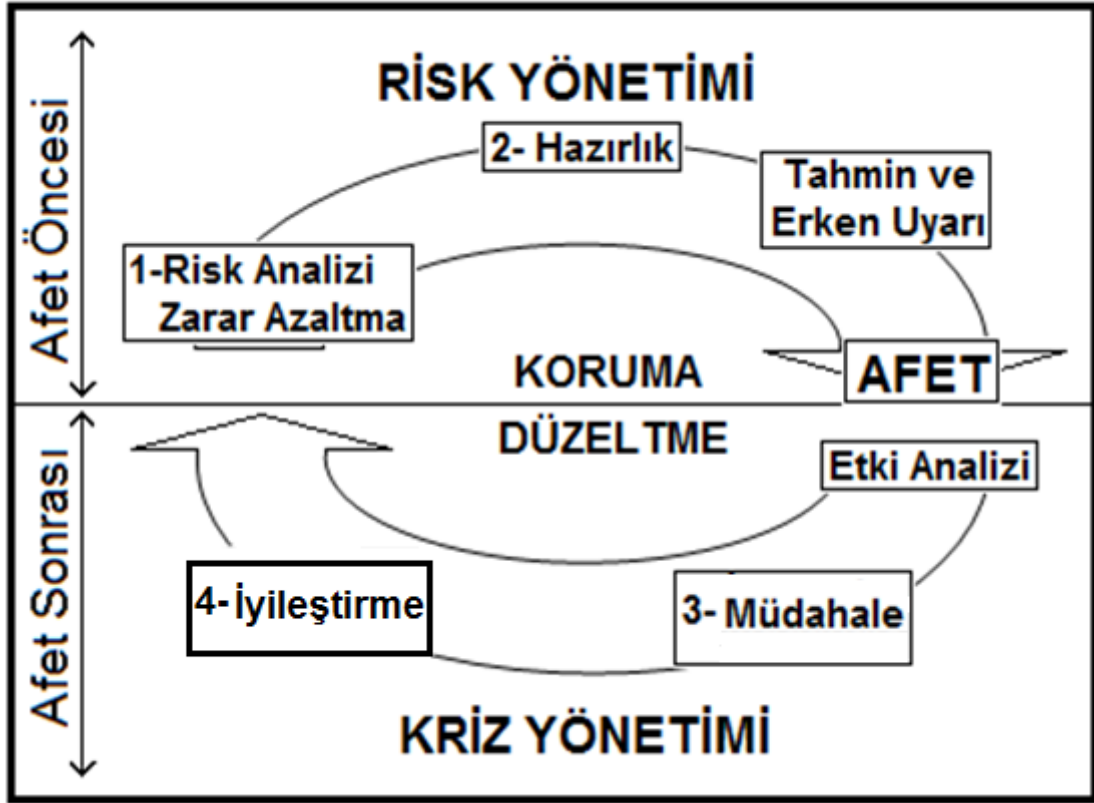 Afet Öncesi
RİSK YÖNETİMİ
2- Hazırlık
Tahmin ve
Erken Uyarı
1-Risk Analizi
Zarar Azaltma
KORUMA
AFET
DÜZELTME
Afet Sonrası
Etki Analizi
3- Müdahale
4- İyileştirme
KRİZ YÖNETİMİ